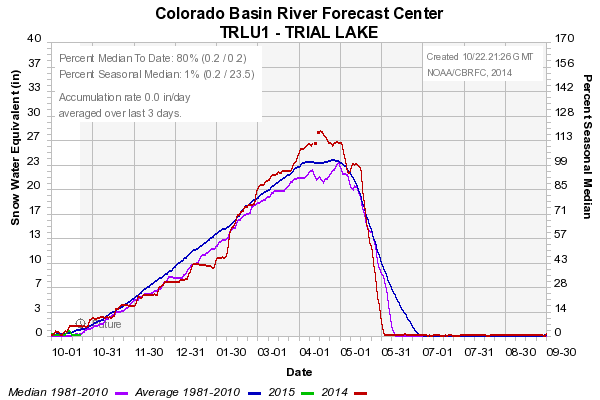 Colorado Basin River Forecast Center
TRLU1 - TRIAL LAKE
Percent Median To Date: 80% (0.2 / 0.2)
Percent Seasonal Median: 1% (0.2 / 23.5)
Accumulation rate 0.0 in/day
averaged over last 3 days.
Created 10/22.21:26 GMT
NOAA/CBRFC, 2014
Snow Water Equivalent (in)
40
37
33
30
27
23
20
17
13
10
7
3
0
Percent Seasonal Median
170
156
142
128
113
99
85
71
57
43
28
14
0
10-01 10-31 11-30 12-31 01-30 03-01 04-01 05-01 05-31 07-01 07-31 08-30 09-30
Date
Median 1981-2010 Average 1981-2010 2015 2014